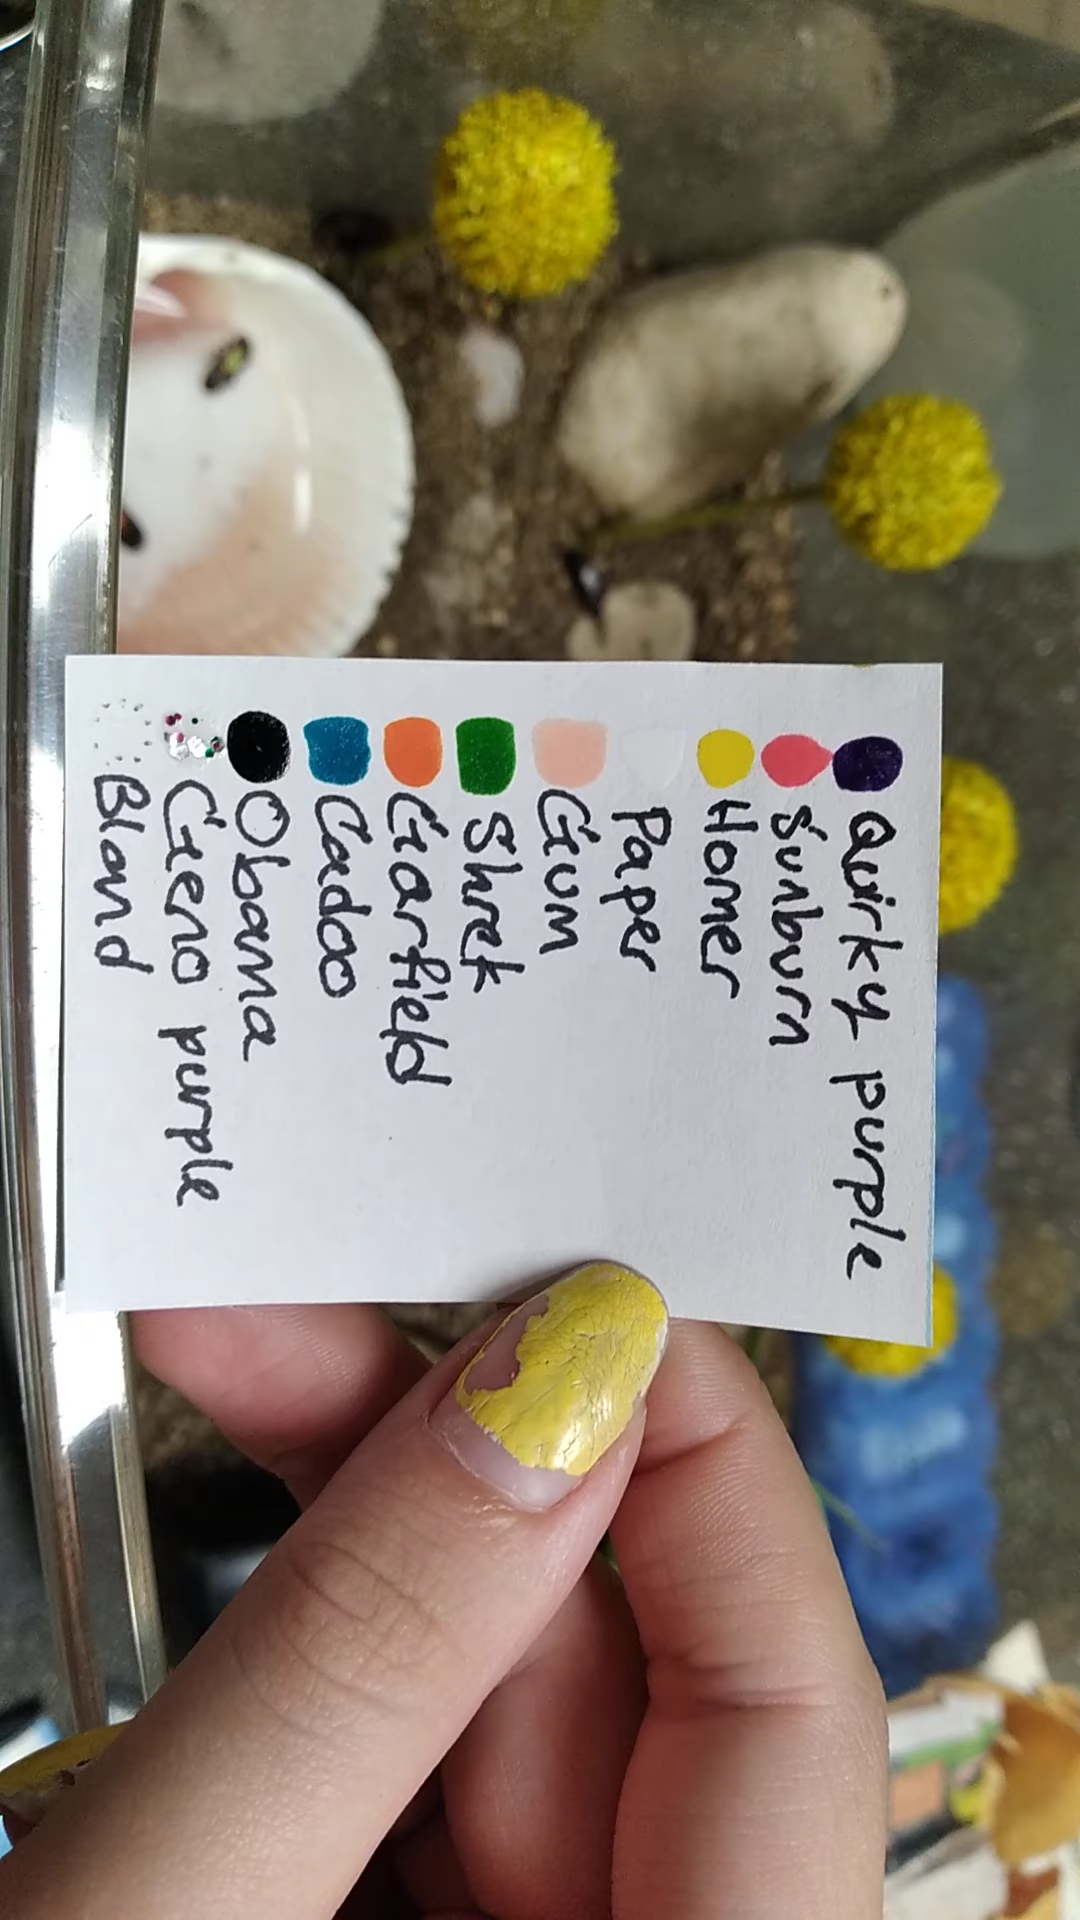 Quirky purple
Sunburn
Homer
Paper
Gum
Shrek
Garfield
Cadoo
Obama
Geno purple
Bland